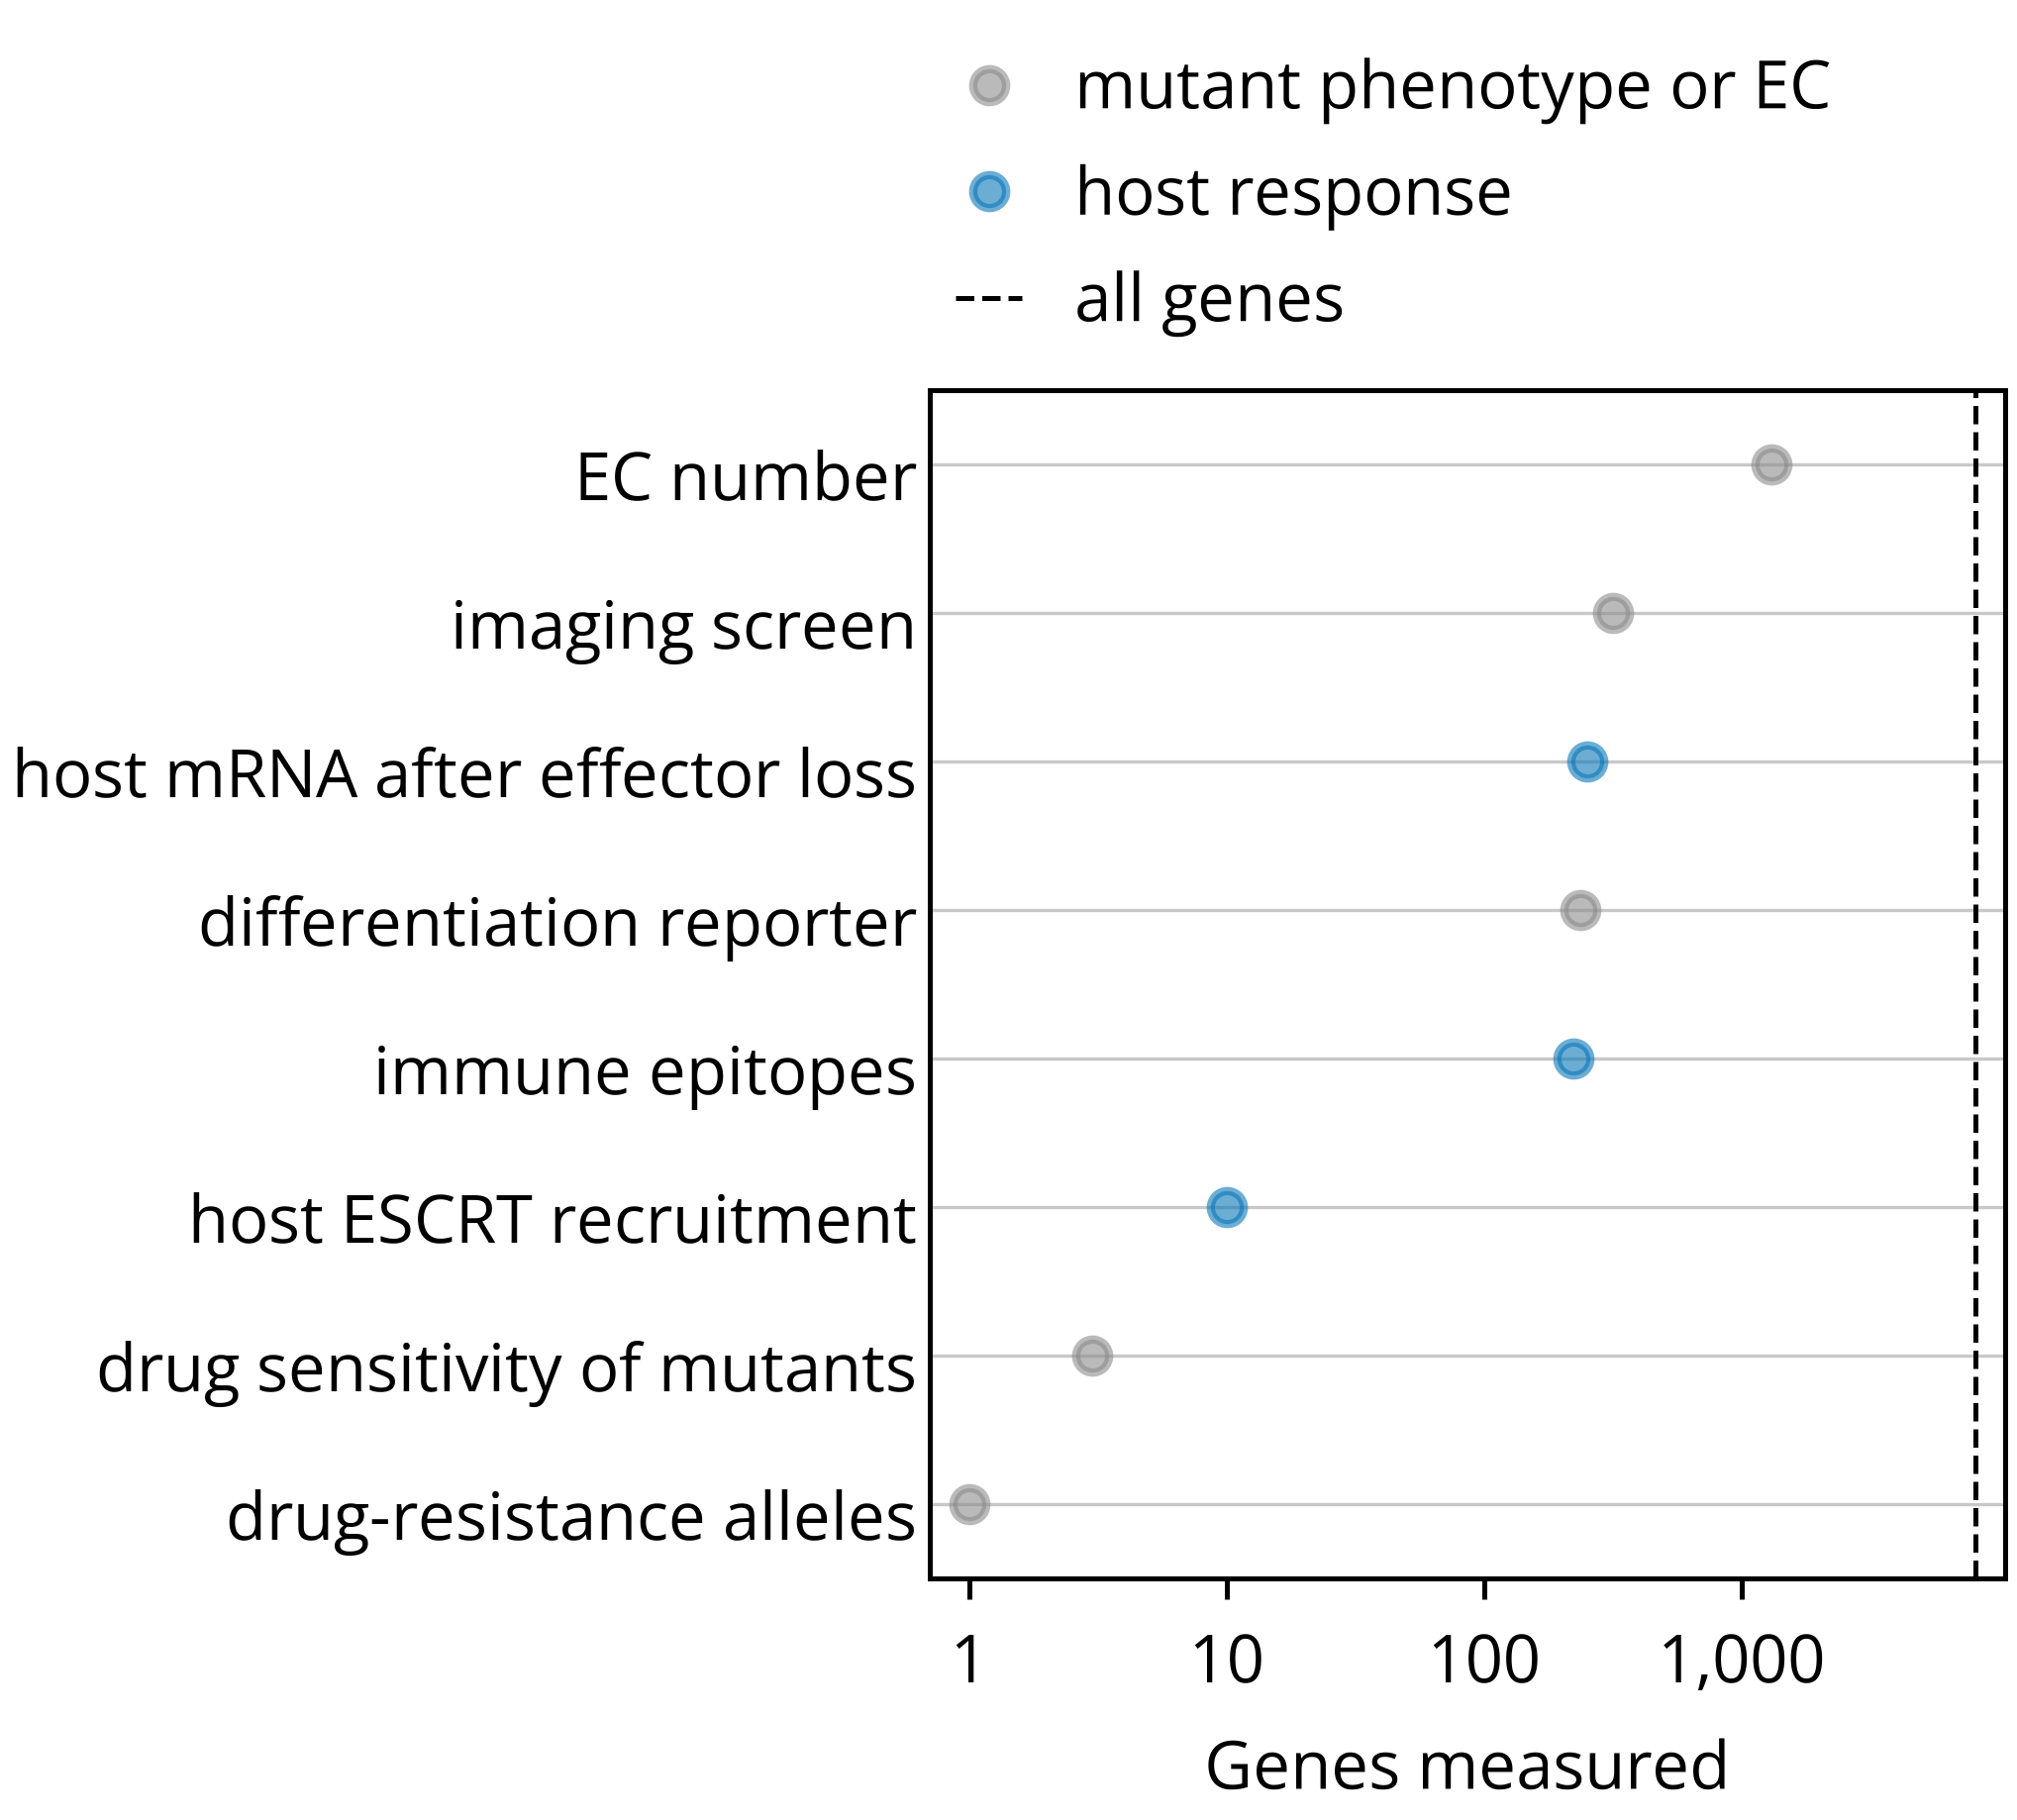 mutant phenotype or EC
host response
all genes
EC number
imaging screen
host mRNA after effector loss
differentiation reporter
immune epitopes
host ESCRT recruitment
drug sensitivity of mutants
drug-resistance alleles
1 10 100 1,000
Genes measured